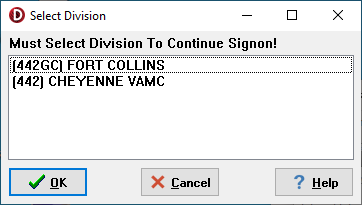 Select Division
Must Select Division To Continue Signon!
(442GC) FORT COLLINS
(442) CHEYENNE VAMC
OK
Cancel
? Help